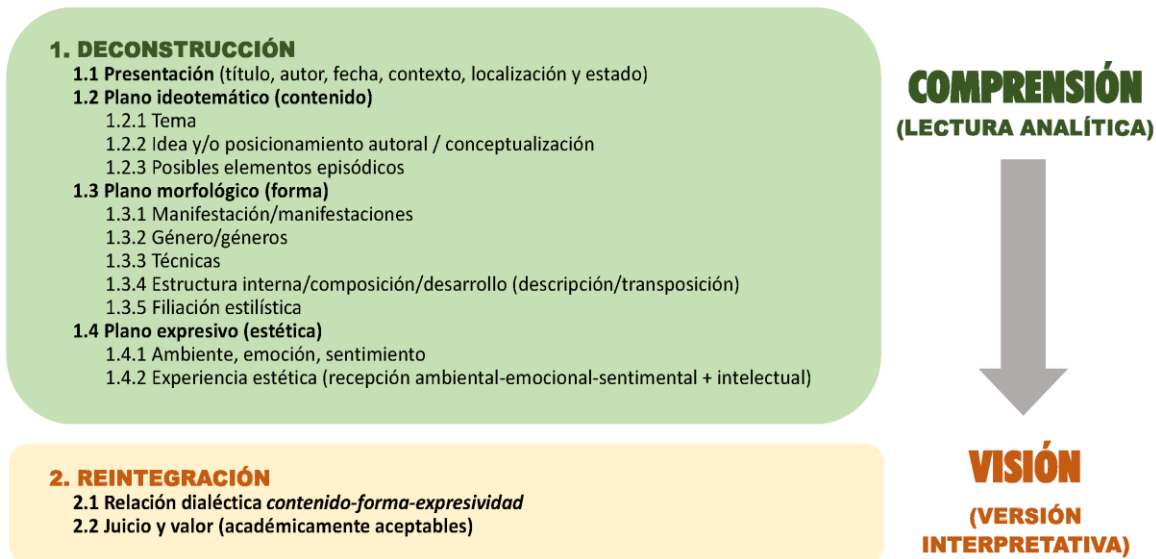 1. DECONSTRUCCIÓN
1.1 Presentación (título, autor, fecha, contexto, localización y estado)
1.2 Plano ideotemático (contenido)
1.2.1 Tema
1.2.2 Idea y/o posicionamiento autoral / conceptualización
1.2.3 Posibles elementos episódicos
1.3 Plano morfológico (forma)
1.3.1 Manifestación/manifestaciones
1.3.2 Género/géneros
1.3.3 Técnicas
1.3.4 Estructura interna/composición/desarrollo (descripción/transposición)
1.3.5 Filiación estilística
1.4 Plano expresivo (estética)
1.4.1 Ambiente, emoción, sentimiento
1.4.2 Experiencia estética (recepción ambiental-emocional-sentimental + intelectual)
COMPRENSIÓN
(LECTURA ANALÍTICA)
2. REINTEGRACIÓN
2.1 Relación dialéctica contenido-forma-expresividad
2.2 Juicio y valor (académicamente aceptables)
VISIÓN
(VERSIÓN
INTERPRETATIVA)